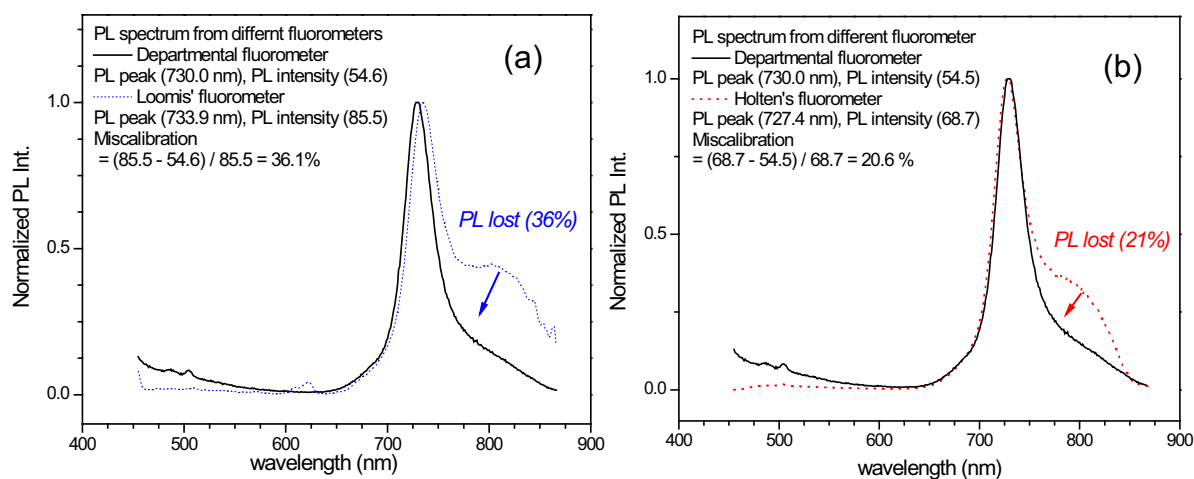 PL spectrum from differnt fluorometers
Departmental fluorometer
PL peak (730.0 nm), PL intensity (54.6)
Loomis' fluorometer
PL peak (733.9 nm), PL intensity (85.5)
Miscalibration
= (85.5 - 54.6) / 85.5 = 36.1%
(a)
PL lost (36%)
Normalized PL Int.
1.0
0.5
0.0
400 500 600 700 800 900
wavelength (nm)
PL spectrum from different fluorometer
Departmental fluorometer
PL peak (730.0 nm), PL intensity (54.5)
Holten's fluorometer
PL peak (727.4 nm), PL intensity (68.7)
Miscalibration
= (68.7 - 54.5) / 68.7 = 20.6 %
(b)
PL lost (21%)
Normalized PL Int.
1.0
0.5
0.0
400 500 600 700 800 900
wavelength (nm)